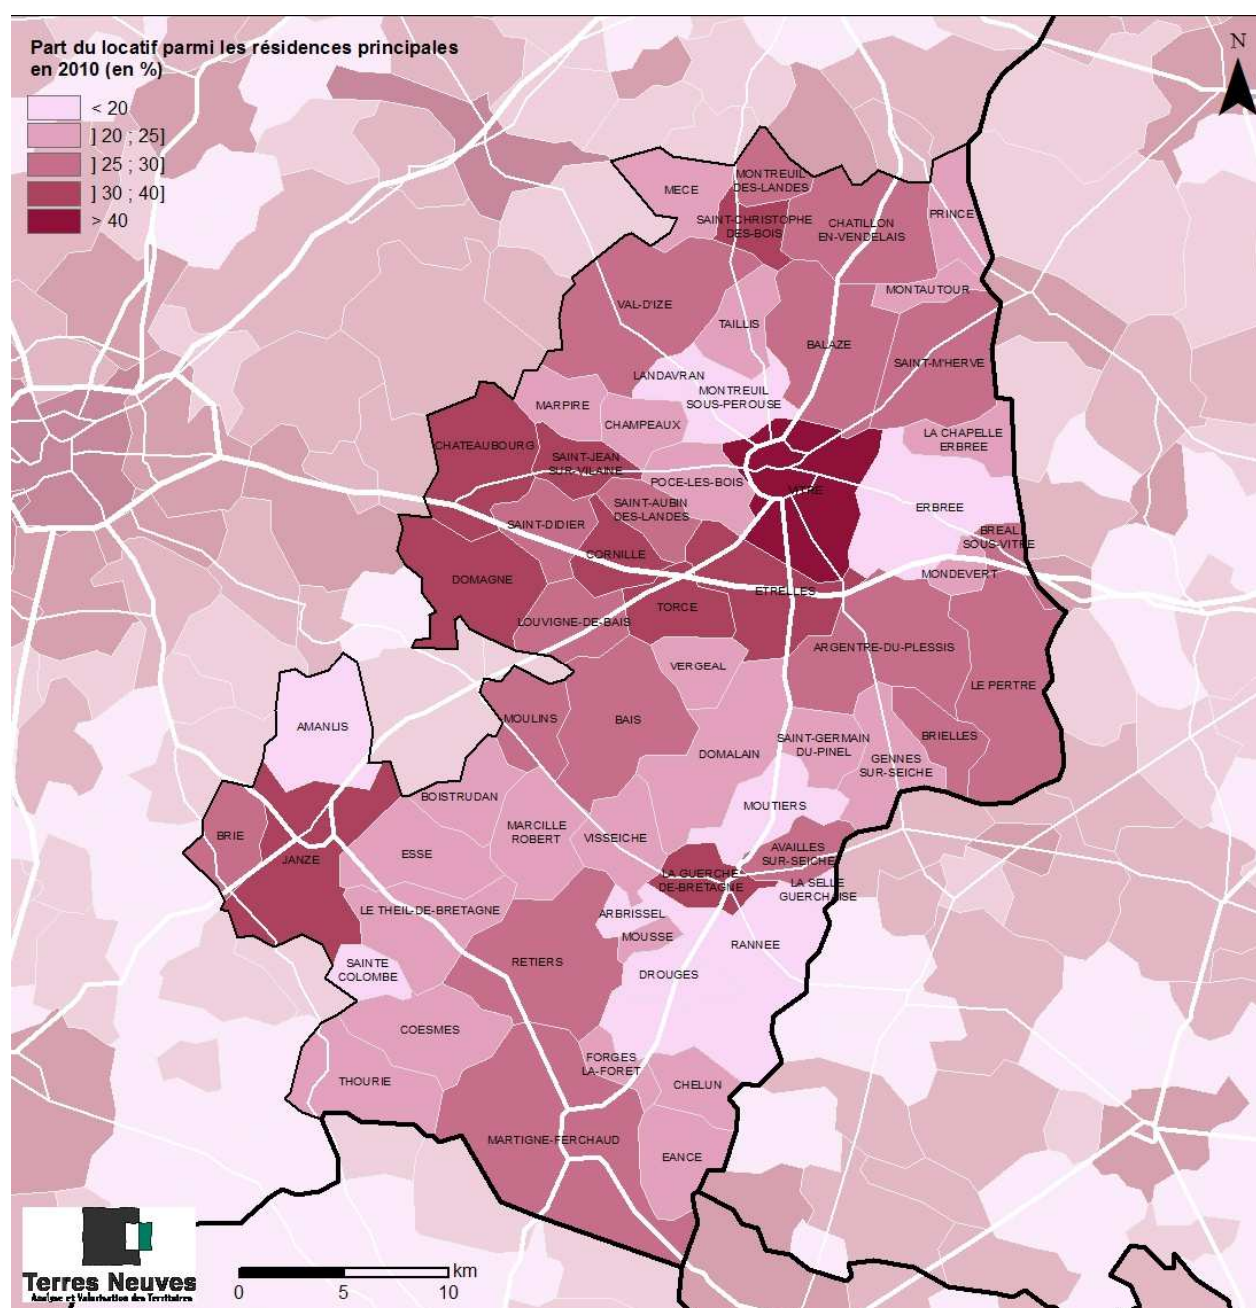 Part du locatif parmi les résidences principales
en 2010 (en %)
< 20
] 20 ; 25]
] 25 ; 30]
] 30 ; 40]
> 40
N
MECE
MONTREUIL
DES-LANDES
SAINT-CHRISTOPHE
DES-BOIS
CHATILLON
EN-VENDELAIS
PRINCE
MONTAUTOUR
VAL-D'IZE
TAILLIS
BALAZE
SAINT-M'HERVE
LANDAVRAN
MONTREUIL
SOUS-PEROUSE
MARPIRE
CHAMPEAUX
LA CHAPELLE
ERBREE
CHATEAUBOURG
SAINT-JEAN
SUR-VILAINE
POCE-LES-BOIS
VITRE
ERBREE
SAINT-AUBIN
DES-LANDES
SAINT-DIDIER
BREAL
SOUS-VITRE
CORNILLE
MONDEVERT
DOMAGNE
ETRELLES
TORCE
LOUVIGNE-DE-BAIS
ARGENTRE-DU-PLESSIS
VERGEAL
LE PERTRE
AMANLIS
MOULINS
BAIS
BRIELLES
SAINT-GERMAIN
DU-PINEL
DOMALAIN
GENNES
SUR-SEICHE
BOISTRUDAN
MOUTIERS
MARCILLE
ROBERT
VISSEICHE
BRIE
ESSE
JANZE
AVAILLES
SUR-SEICHE
LA GUERCHE
DE-BRETAGNE
LA SELLE
GUERCHAISE
LE THEIL-DE-BRETAGNE
ARBRISSEL
MOUSSE
RANNEE
RETIERS
SAINTE
COLOMBE
DROUGES
COESMES
FORGES
LA-FORET
THOURIE
CHELUN
MARTIGNE-FERCHAUD
EANCE
Terres Neuves
Analyse et Valorisation des Territoires
km
0
5
10